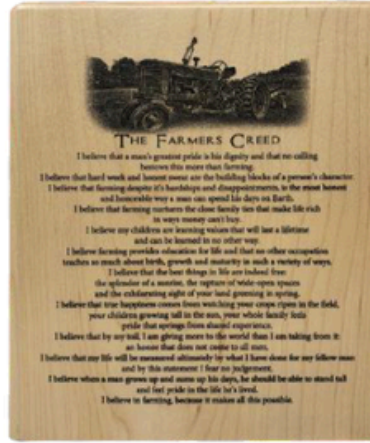 THE FARMERS CREED
I believe that a man's greatest pride is his dignity and that no calling
bestows this more than farming.
I believe that hard work and honest sweat are the building blocks of a person's character.
I believe that farming despite it's hardships and disappointments, is the most honest
and honorable way a man can spend his days on Earth.
I believe that farming nurtures the close family ties that make life rich
in ways money can't buy.
I believe my children are learning values that will last a lifetime
and can be learned in no other way.
I believe farming provides education for life and that no other occupation
teaches so much about birth, growth and maturity in such a variety of ways.
I believe that the best things in life are indeed free:
the splendor of a sunrise, the rapture of wide-open spaces
and the exhilarating sight of your land greening in spring.
I believe that true happiness comes from watching your crops ripen in the field,
your children growing tall in the sun, your whole family feels
pride that springs from shared experience.
I believe that by my toil, I am giving more to the world than I am taking from it:
an honor that does not come to all men.
I believe that my life will be measured ultimately by what I have done for my fellow man
and by this statement I fear no judgement.
I believe when a man grows up and sums up his days, he should be able to stand tall
and feel pride in the life he's lived.
I believe in farming, because it makes all this possible.